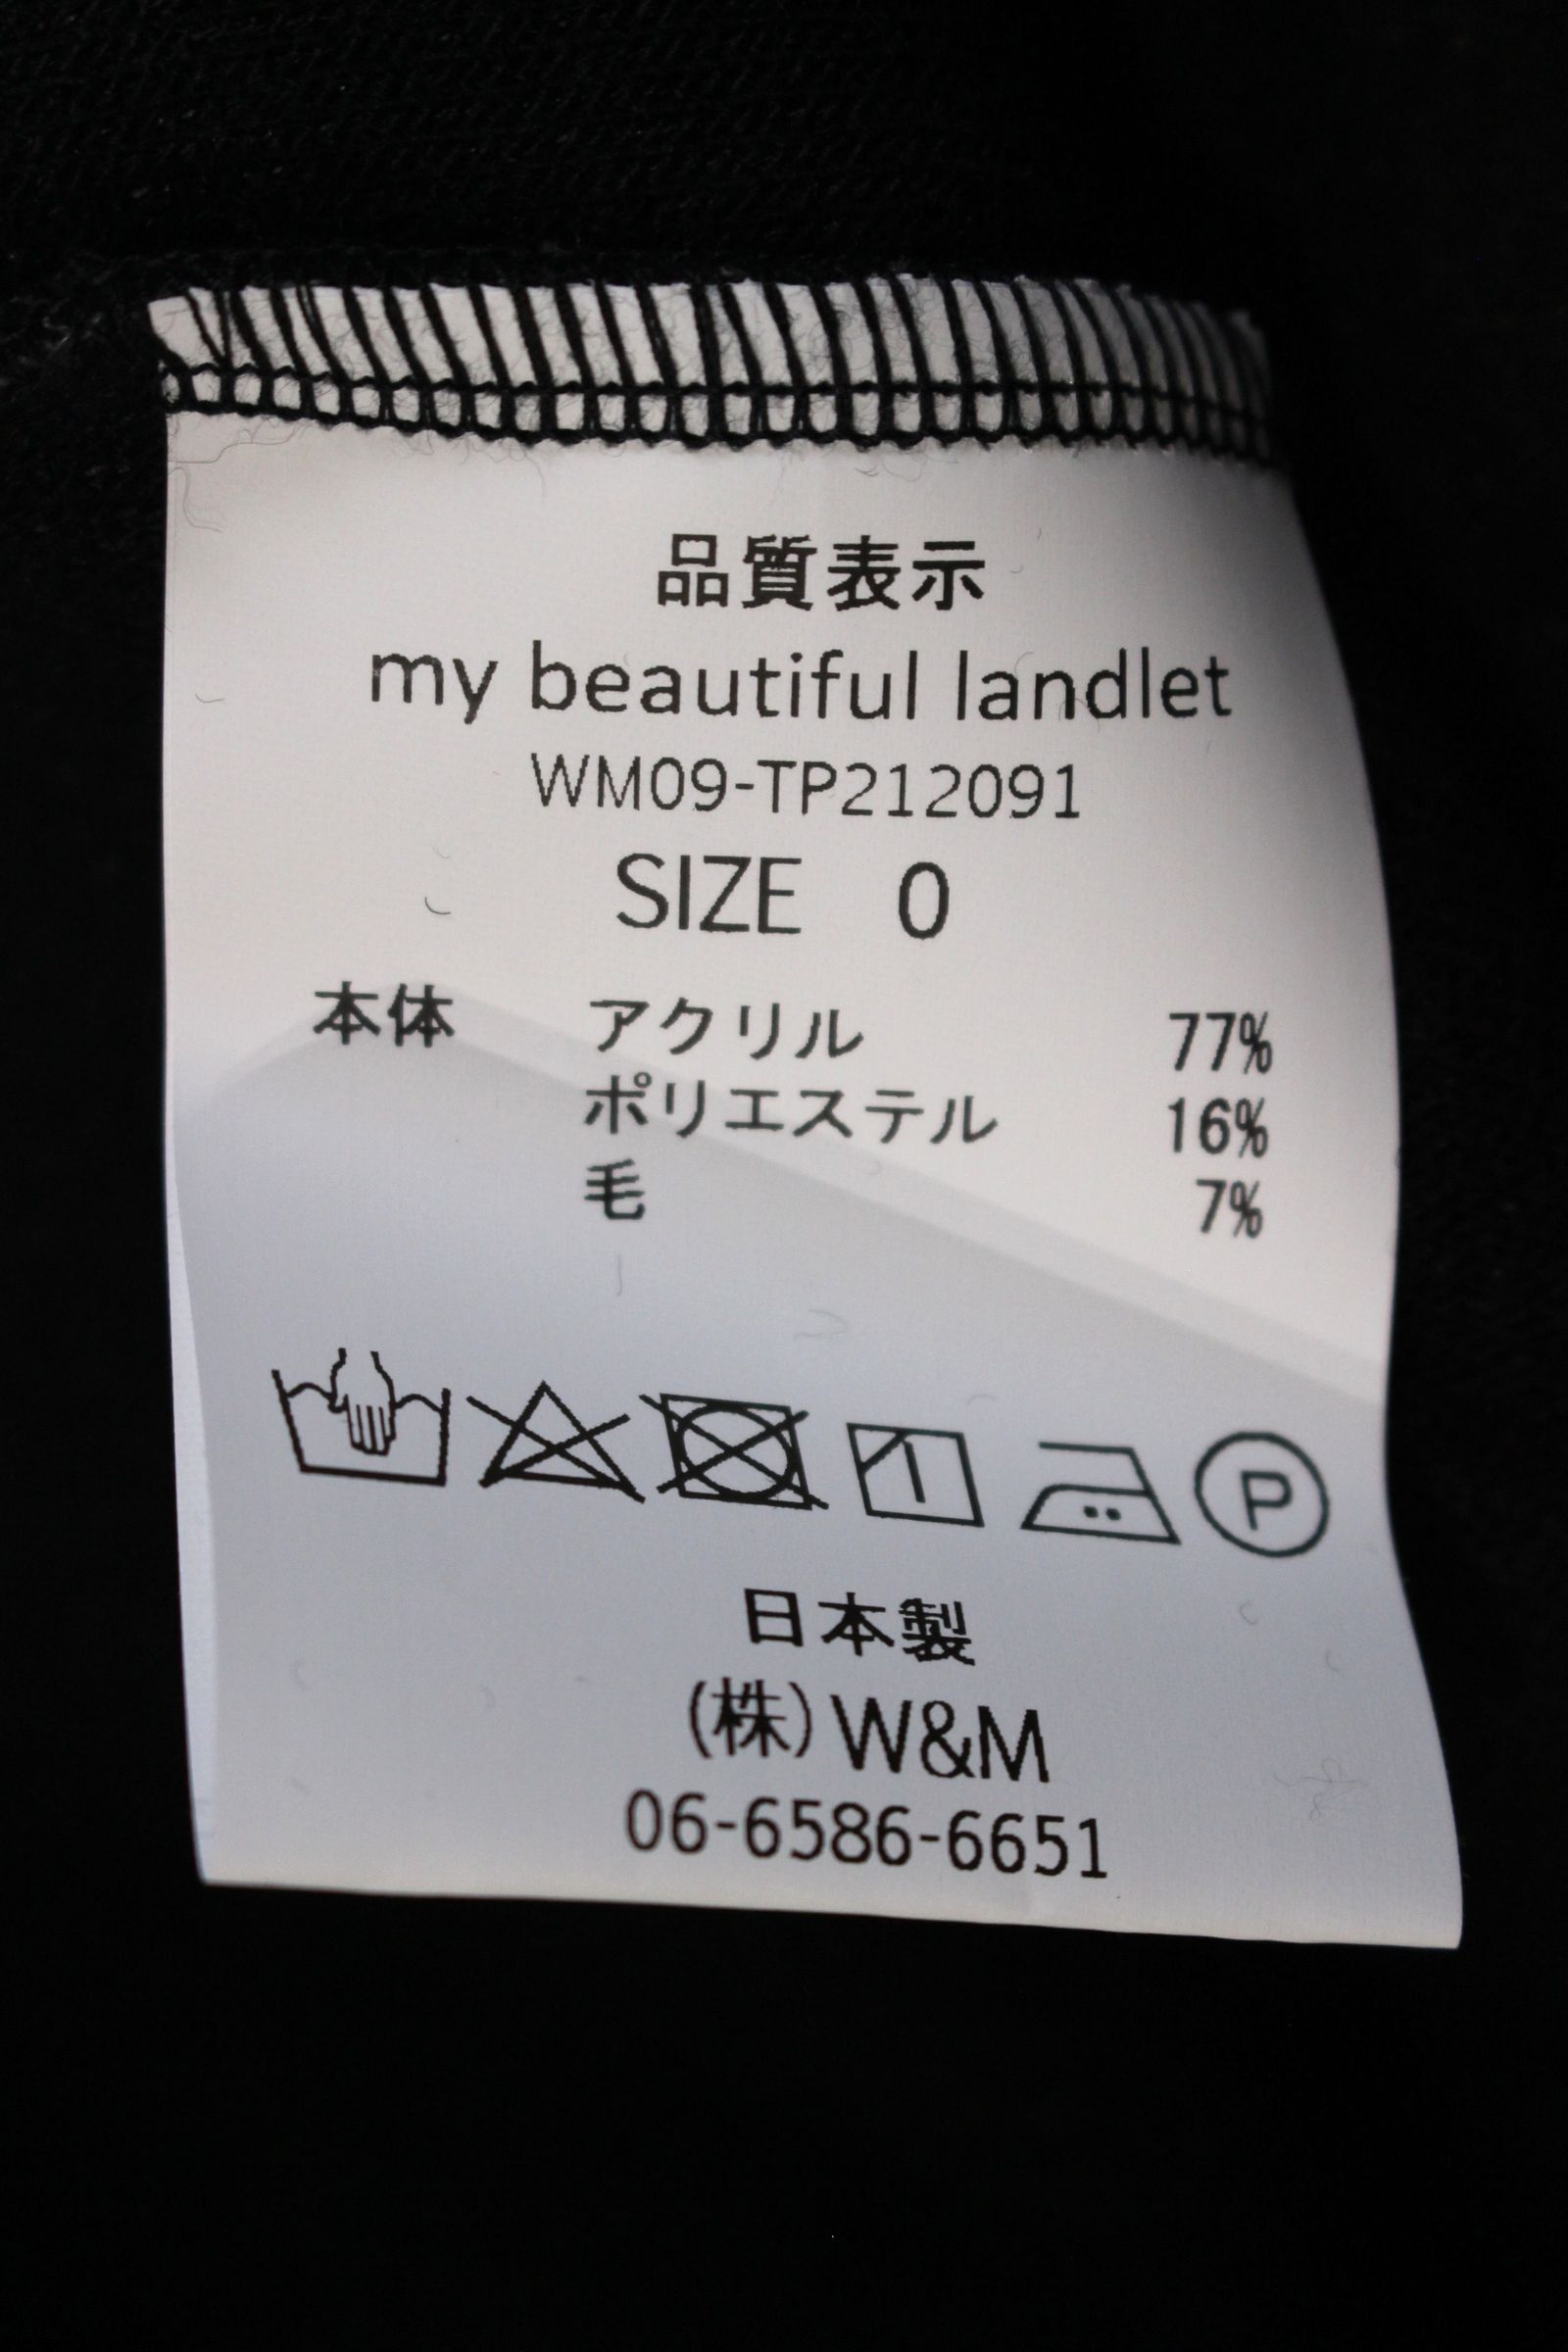 品質表示
my beautiful landlet
WM09-TP212091
SIZE 0
本体 アクリル 77%
ポリエステル 16%
毛 7%
P
日本製
(株)W&M
06-6586-6651